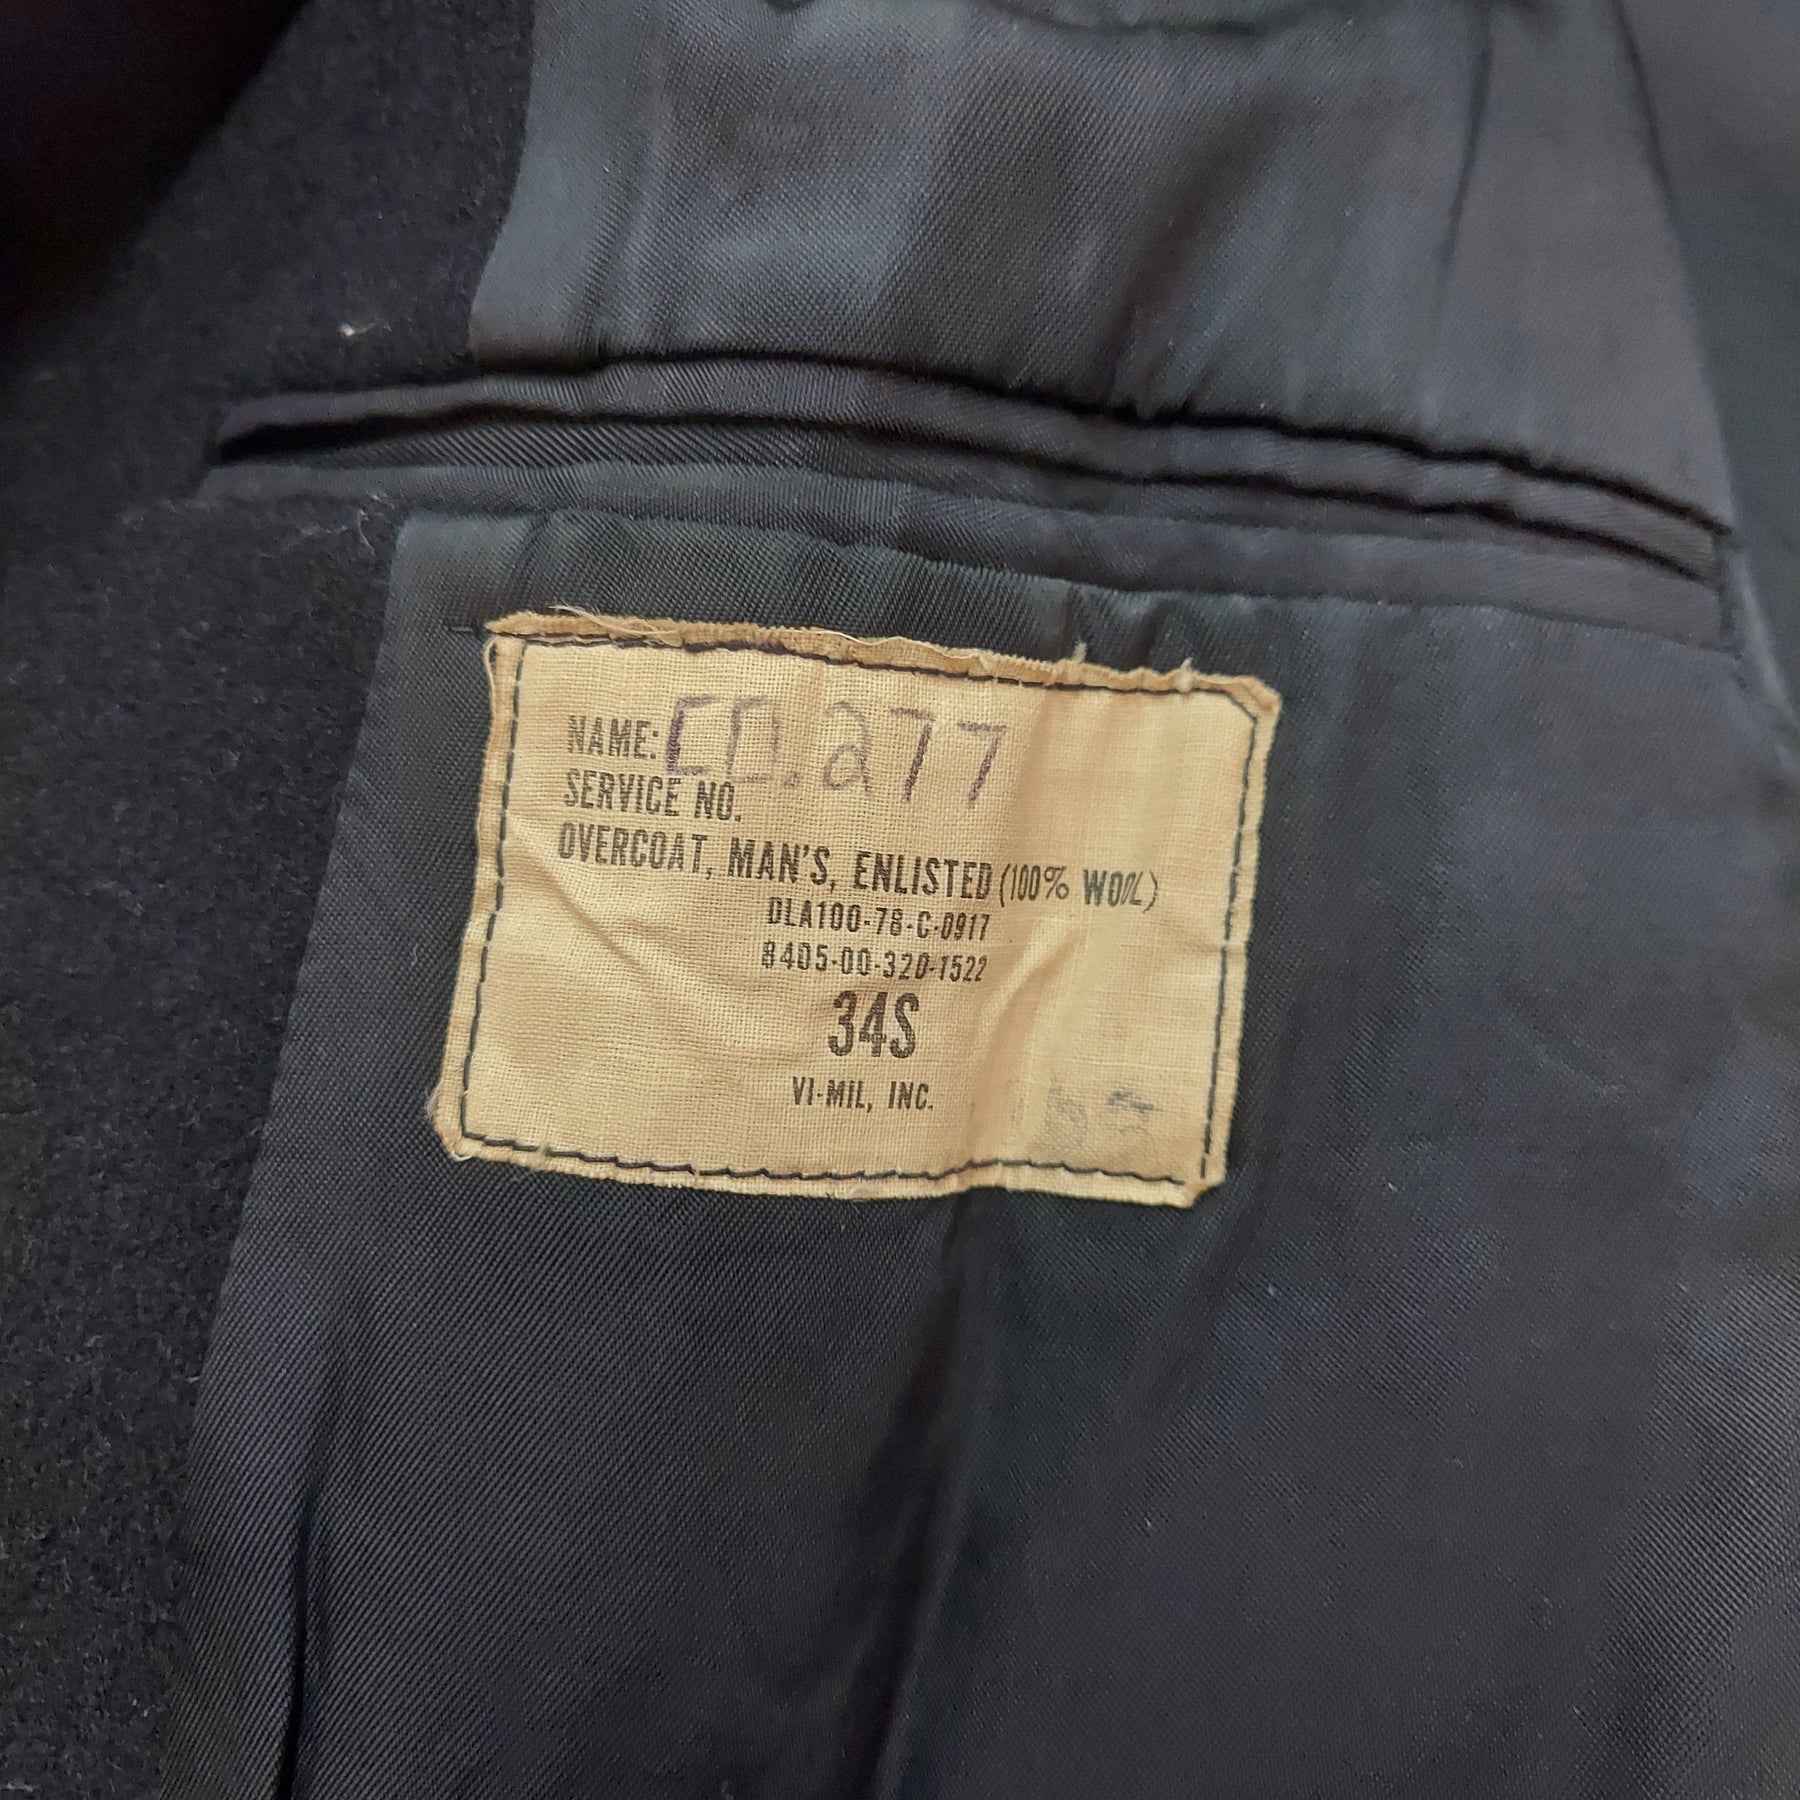 NAME: CD.277
SERVICE NO.
OVERCOAT, MAN'S, ENLISTED (100% WOOL)
DLA100-78-C-0917
8405-00-320-1522
34S
VI-MIL, INC.